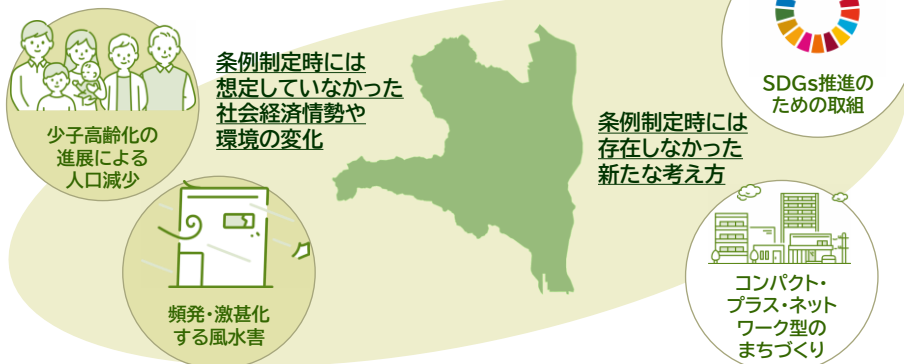 少子高齢化の
進展による
人口減少
条例制定時には
想定していなかった
社会経済情勢や
環境の変化
頻発・激甚化
する風水害
条例制定時には
存在しなかった
新たな考え方
SDGs推進の
ための取組
コンパクト・
プラス・ネット
ワーク型の
まちづくり